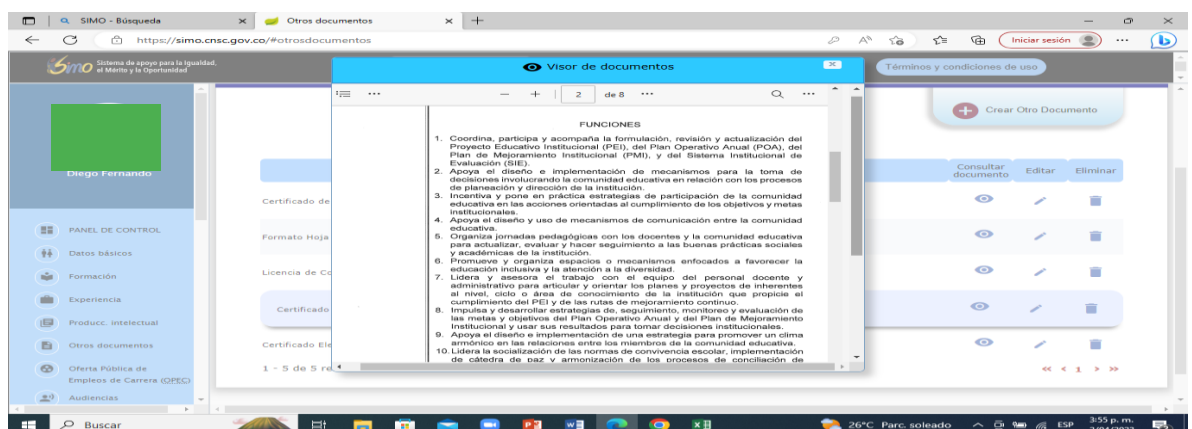 SIMO - Búsqueda
Otros documentos
https://simo.cnsc.gov.co/#otrosdocumentos
Iniciar sesión
Simo Sistema de apoyo para la Igualdad,
el Mérito y la Oportunidad
Visor de documentos
Términos y condiciones de uso
2 de 8
Crear Otro Documento
Diego Fernando
Consultar
documento
Editar
Eliminar
FUNCIONES
1. Coordina, participa y acompaña la formulación, revisión y actualización del
Proyecto Educativo Institucional (PEI), del Plan Operativo Anual (POA), del
Plan de Mejoramiento Institucional (PMI), y del Sistema Institucional de
Evaluación (SIE).
2. Apoya el diseño e implementación de mecanismos para la toma de
decisiones involucrando la comunidad educativa en relación con los procesos
de planeación y dirección de la institución.
3. Incentiva y pone en práctica estrategias de participación de la comunidad
educativa en las acciones orientadas al cumplimiento de los objetivos y metas
institucionales.
4. Apoya el diseño y uso de mecanismos de comunicación entre la comunidad
educativa.
5. Organiza jornadas pedagógicas con los docentes y la comunidad educativa
para actualizar, evaluar y hacer seguimiento a las buenas prácticas sociales
y académicas de la institución.
6. Promueve y organiza espacios o mecanismos enfocados a favorecer la
educación inclusiva y la atención a la diversidad.
7. Lidera y asesora el trabajo con el equipo del personal docente y
administrativo para articular y orientar los planes y proyectos de inherentes
al nivel, ciclo o área de conocimiento de la institución que propicie el
cumplimiento del PEI y de las rutas de mejoramiento continuo.
8. Impulsa y desarrollar estrategias de, seguimiento, monitoreo y evaluación de
las metas y objetivos del Plan Operativo Anual y del Plan de Mejoramiento
Institucional y usar sus resultados para tomar decisiones institucionales.
9. Apoya el diseño e implementación de una estrategia para promover un clima
armónico en las relaciones entre los miembros de la comunidad educativa.
10. Lidera la socialización de las normas de convivencia escolar, implementación
de cátedra de paz y armonización de los procesos de conciliación de
Certificado de
Formato Hoja
Licencia de Co
Certificado
Certificado Ele
1 - 5 de 5 re
1
PANEL DE CONTROL
Datos básicos
Formación
Experiencia
Producc. intelectual
Otros documentos
Oferta Pública de
Empleos de Carrera (OPEC)
Audiencias
Buscar
26°C Parc. soleado
ESP
3:55 p. m.